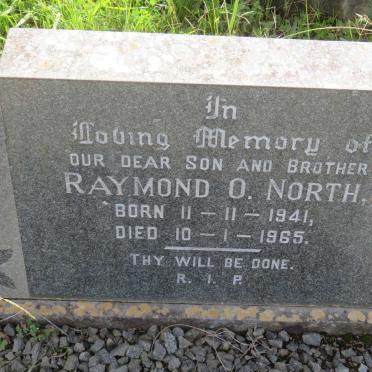 In
Loving Memory of
OUR DEAR SON AND BROTHER
RAYMOND O. NORTH,
BORN 11-11-1941,
DIED 10-1-1965.
THY WILL BE DONE.
R. I. P.